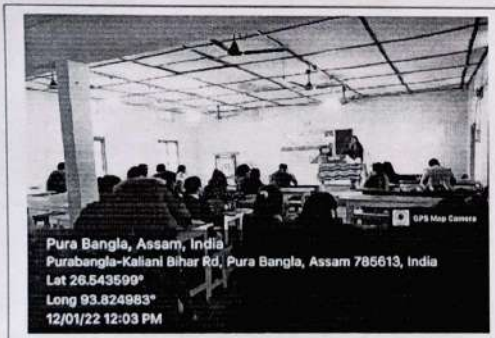 GPS Map Camera
Pura Bangla, Assam, India
Purabangla-Kaliani Bihar Rd, Pura Bangla, Assam 785613, India
Lat 26.543599°
Long 93.824983°
12/01/22 12:03 PM